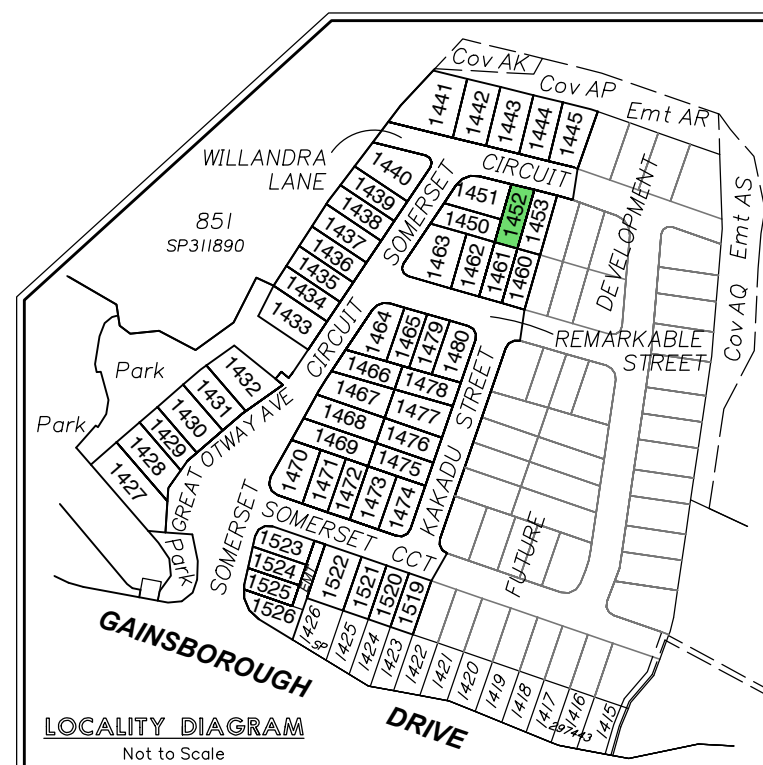 Cov AK
Cov AP
Emt AR
1441
1442
1443
1444
1445
WILLANDRA
LANE
1440
1439
1438
1437
1436
1435
1434
1433
SOMERSET
CIRCUIT
CIRCUIT
1451
1450
1452
1453
1463
1462
1461
1460
DEVELOPMENT
FUTURE
Emt AS
Cov AQ
851
SP311890
REMARKABLE
STREET
1464
1465
1479
1480
1466
1478
1467
1477
1468
1476
1469
1475
1470
1471
1472
1473
1474
KAKADU STREET
Park
Park
Park
1432
1431
1430
1429
1428
1427
GREAT OTWAY AVE
SOMERSET
SOMERSET CCT
1523
1524
1525
1526
EMT
1522
1521
1520
1519
1426
SP
1425
1424
1423
1422
1421
1420
1419
1418
1417
1416
297443
1415
GAINSBOROUGH
DRIVE
LOCALITY DIAGRAM
Not to Scale